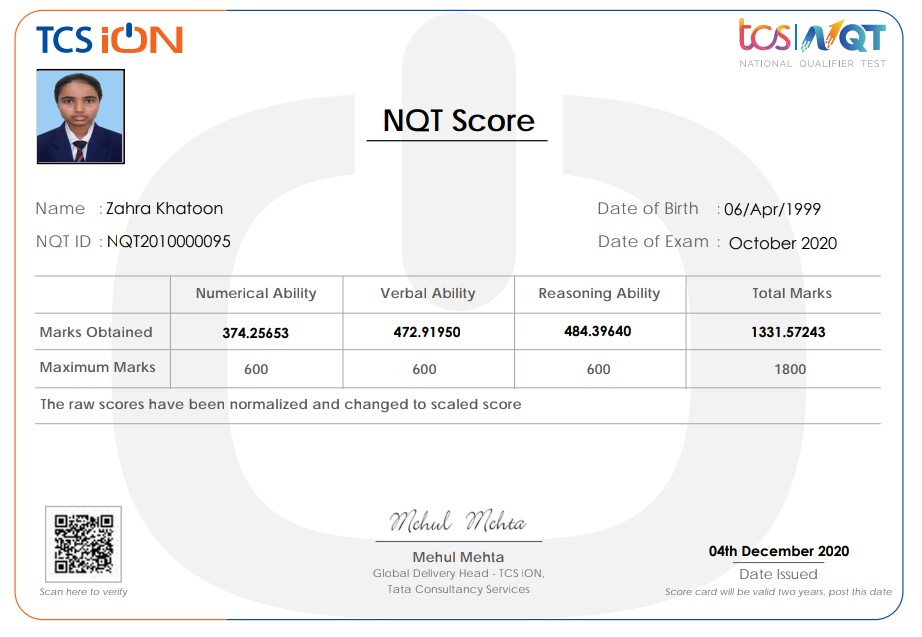 TCS iON
tcs | NQT
NATIONAL QUALIFIER TEST
NQT Score
Name : Zahra Khatoon
Date of Birth : 06/Apr/1999
NQT ID : NQT2010000095
Date of Exam : October 2020
Numerical Ability Verbal Ability Reasoning Ability Total Marks
Marks Obtained 374.25653 472.91950 484.39640 1331.57243
Maximum Marks 600 600 600 1800
The raw scores have been normalized and changed to scaled score
Mehul Mehta
Mehul Mehta
Global Delivery Head - TCS iON,
Tata Consultancy Services
04th December 2020
Date Issued
Scan here to verify
Score card will be valid two years, post this date